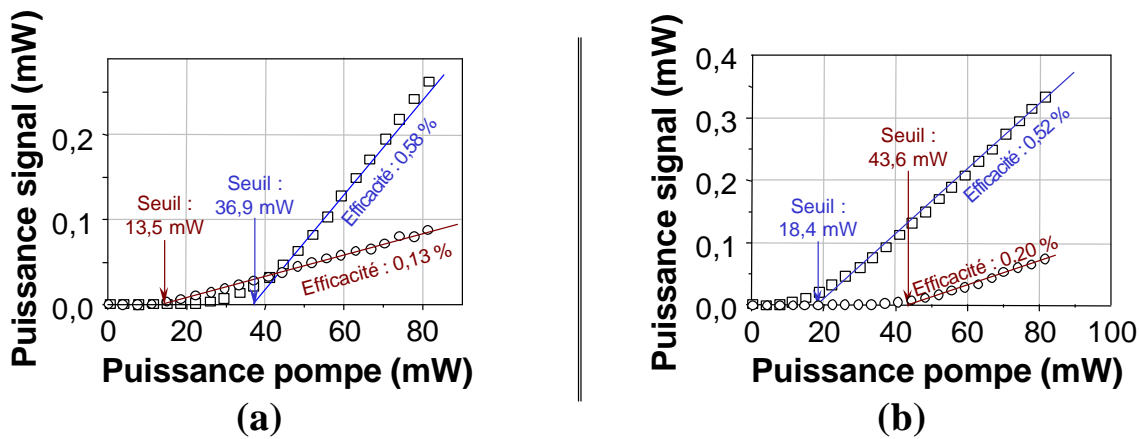 Puissance signal (mW)
0,2
0,1
0,0
Seuil :
13,5 mW
Seuil :
36,9 mW
Efficacité : 0,58 %
Efficacité : 0,13 %
0
20
40
60
80
Puissance pompe (mW)
(a)
Puissance signal (mW)
0,4
0,3
0,2
0,1
0,0
Seuil :
18,4 mW
Seuil :
43,6 mW
Efficacité : 0,52 %
Efficacité : 0,20 %
0
20
40
60
80
100
Puissance pompe (mW)
(b)